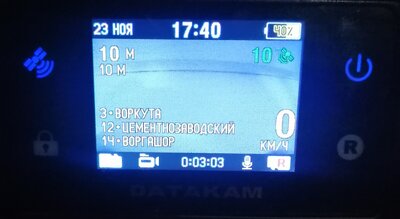 23 НОЯ 17:40 40%
10 М 10
10 М
3·ВОРКУТА
12·ЦЕМЕНТНОЗАВОДСКИЙ
14·ВОРГАШОР
0
КМ/Ч
0:03:03 R
R
DATAKAM